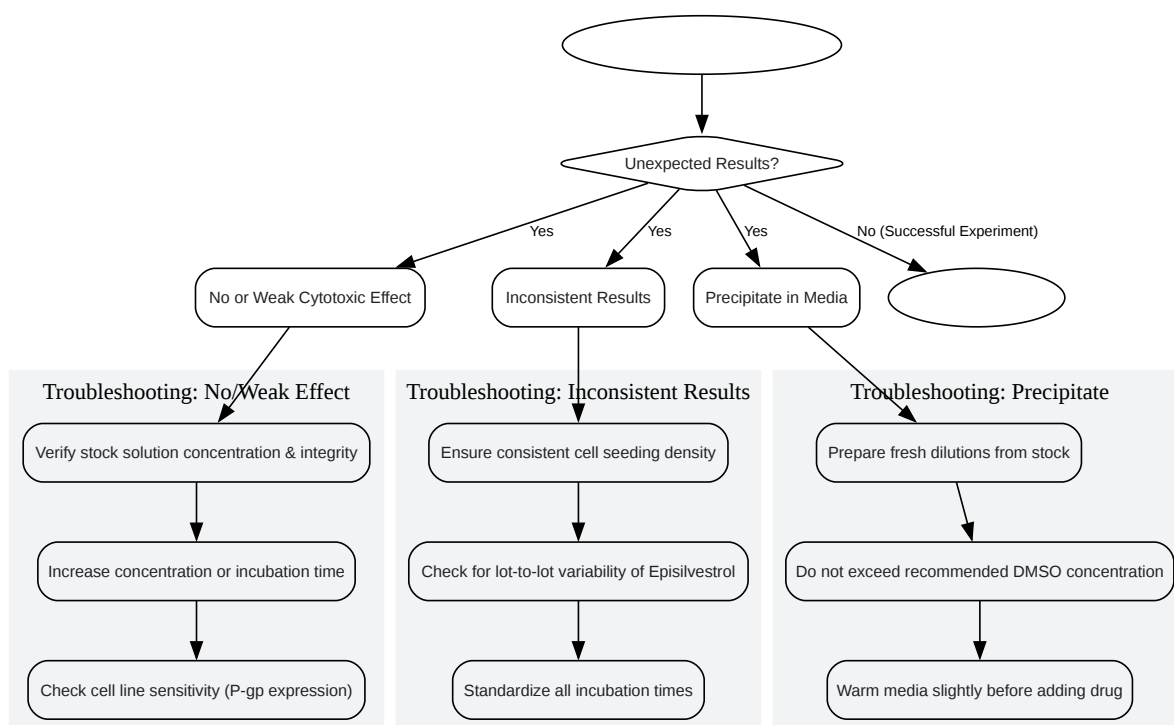 Unexpected Results?
Yes
Yes
Yes
No (Successful Experiment)
No or Weak Cytotoxic Effect
Inconsistent Results
Precipitate in Media
Troubleshooting: No/Weak Effect
Verify stock solution concentration & integrity
Increase concentration or incubation time
Check cell line sensitivity (P-gp expression)
Troubleshooting: Inconsistent Results
Ensure consistent cell seeding density
Check for lot-to-lot variability of Episilvestrol
Standardize all incubation times
Troubleshooting: Precipitate
Prepare fresh dilutions from stock
Do not exceed recommended DMSO concentration
Warm media slightly before adding drug